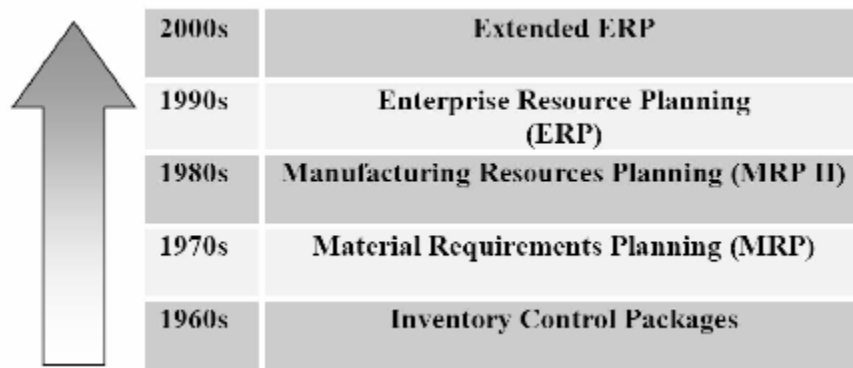 2000s Extended ERP
1990s Enterprise Resource Planning
(ERP)
1980s Manufacturing Resources Planning (MRP II)
1970s Material Requirements Planning (MRP)
1960s Inventory Control Packages